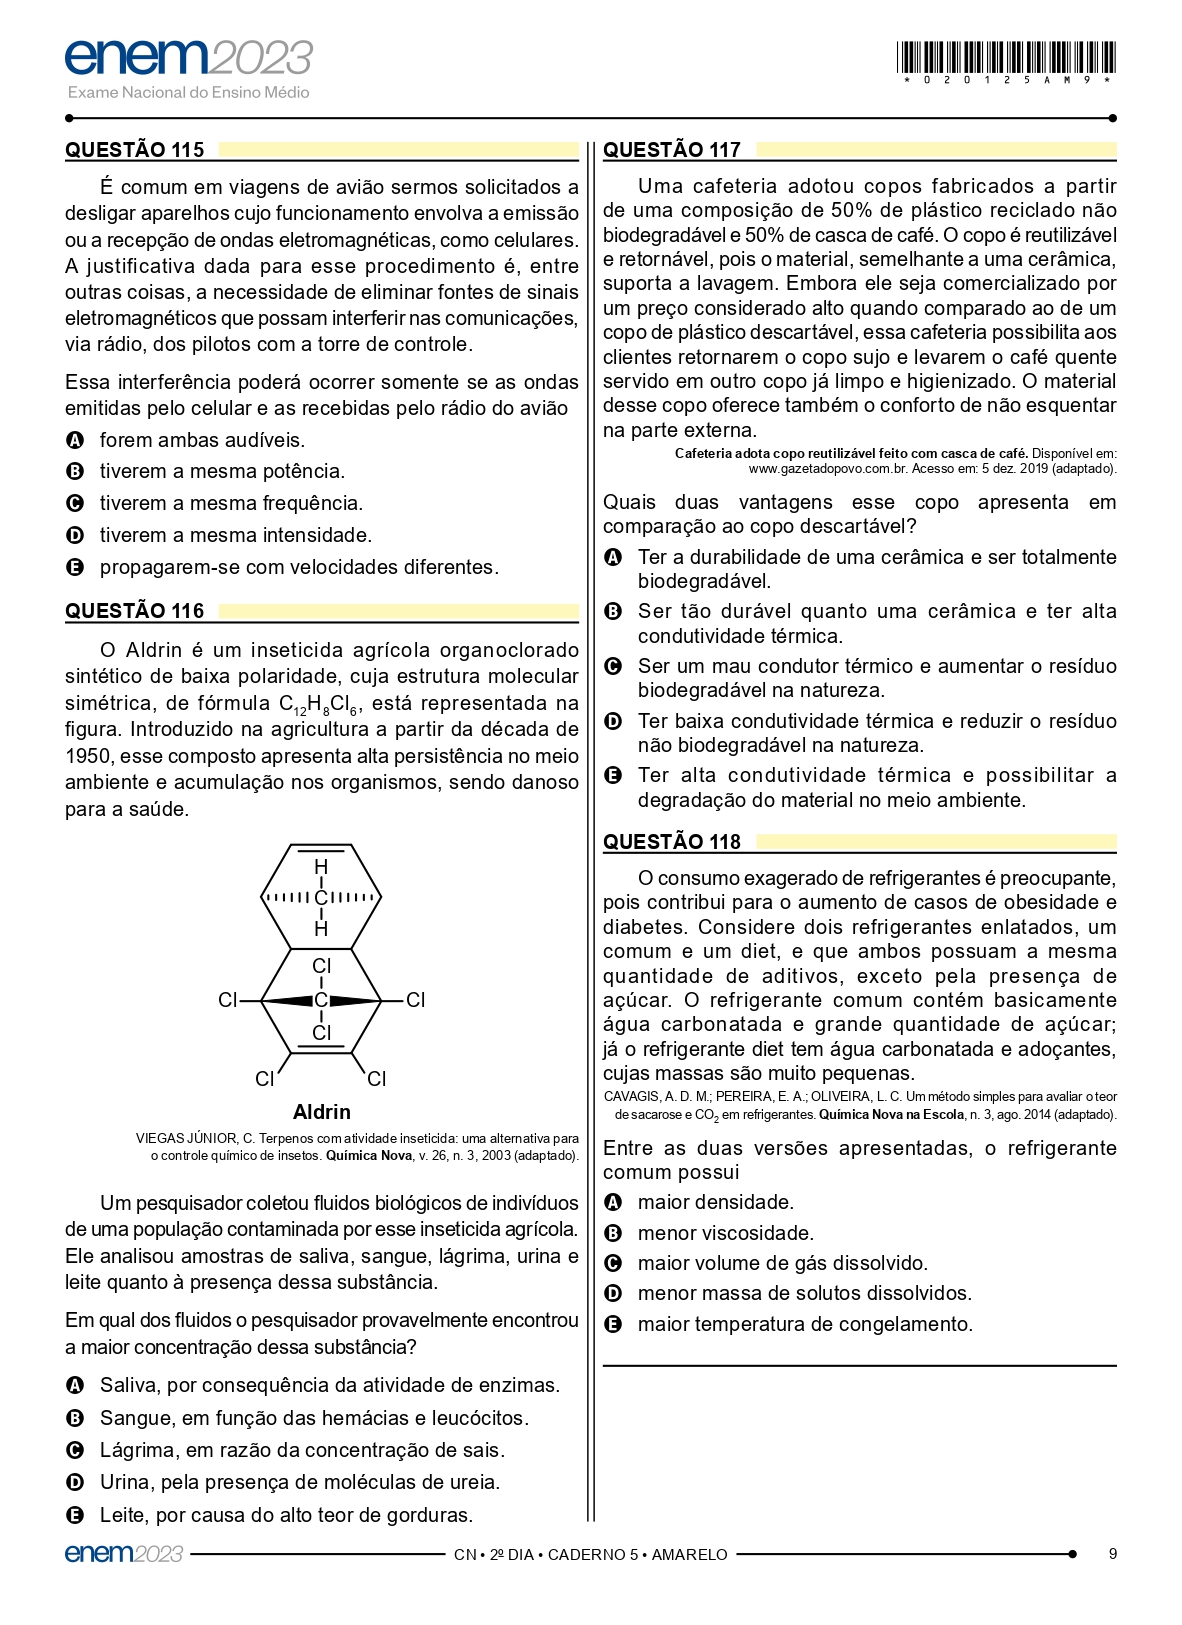 enem2023
Exame Nacional do Ensino Médio
*020125AM9*
QUESTÃO 115
É comum em viagens de avião sermos solicitados a
desligar aparelhos cujo funcionamento envolva a emissão
ou a recepção de ondas eletromagnéticas, como celulares.
A justificativa dada para esse procedimento é, entre
outras coisas, a necessidade de eliminar fontes de sinais
eletromagnéticos que possam interferir nas comunicações,
via rádio, dos pilotos com a torre de controle.
Essa interferência poderá ocorrer somente se as ondas
emitidas pelo celular e as recebidas pelo rádio do avião
A forem ambas audíveis.
B tiverem a mesma potência.
C tiverem a mesma frequência.
D tiverem a mesma intensidade.
E propagarem-se com velocidades diferentes.
QUESTÃO 116
O Aldrin é um inseticida agrícola organoclorado
sintético de baixa polaridade, cuja estrutura molecular
simétrica, de fórmula C12H8Cl6, está representada na
figura. Introduzido na agricultura a partir da década de
1950, esse composto apresenta alta persistência no meio
ambiente e acumulação nos organismos, sendo danoso
para a saúde.
H
C
H
Cl
Cl C Cl
Cl
Cl Cl
Aldrin
VIEGAS JÚNIOR, C. Terpenos com atividade inseticida: uma alternativa para
o controle químico de insetos. Química Nova, v. 26, n. 3, 2003 (adaptado).
Um pesquisador coletou fluidos biológicos de indivíduos
de uma população contaminada por esse inseticida agrícola.
Ele analisou amostras de saliva, sangue, lágrima, urina e
leite quanto à presença dessa substância.
Em qual dos fluidos o pesquisador provavelmente encontrou
a maior concentração dessa substância?
A Saliva, por consequência da atividade de enzimas.
B Sangue, em função das hemácias e leucócitos.
C Lágrima, em razão da concentração de sais.
D Urina, pela presença de moléculas de ureia.
E Leite, por causa do alto teor de gorduras.
QUESTÃO 117
Uma cafeteria adotou copos fabricados a partir
de uma composição de 50% de plástico reciclado não
biodegradável e 50% de casca de café. O copo é reutilizável
e retornável, pois o material, semelhante a uma cerâmica,
suporta a lavagem. Embora ele seja comercializado por
um preço considerado alto quando comparado ao de um
copo de plástico descartável, essa cafeteria possibilita aos
clientes retornarem o copo sujo e levarem o café quente
servido em outro copo já limpo e higienizado. O material
desse copo oferece também o conforto de não esquentar
na parte externa.
Cafeteria adota copo reutilizável feito com casca de café. Disponível em:
www.gazetadopovo.com.br. Acesso em: 5 dez. 2019 (adaptado).
Quais duas vantagens esse copo apresenta em
comparação ao copo descartável?
A Ter a durabilidade de uma cerâmica e ser totalmente
biodegradável.
B Ser tão durável quanto uma cerâmica e ter alta
condutividade térmica.
C Ser um mau condutor térmico e aumentar o resíduo
biodegradável na natureza.
D Ter baixa condutividade térmica e reduzir o resíduo
não biodegradável na natureza.
E Ter alta condutividade térmica e possibilitar a
degradação do material no meio ambiente.
QUESTÃO 118
O consumo exagerado de refrigerantes é preocupante,
pois contribui para o aumento de casos de obesidade e
diabetes. Considere dois refrigerantes enlatados, um
comum e um diet, e que ambos possuam a mesma
quantidade de aditivos, exceto pela presença de
açúcar. O refrigerante comum contém basicamente
água carbonatada e grande quantidade de açúcar;
já o refrigerante diet tem água carbonatada e adoçantes,
cujas massas são muito pequenas.
CAVAGIS, A. D. M.; PEREIRA, E. A.; OLIVEIRA, L. C. Um método simples para avaliar o teor
de sacarose e CO2 em refrigerantes. Química Nova na Escola, n. 3, ago. 2014 (adaptado).
Entre as duas versões apresentadas, o refrigerante
comum possui
A maior densidade.
B menor viscosidade.
C maior volume de gás dissolvido.
D menor massa de solutos dissolvidos.
E maior temperatura de congelamento.
enem2023 CN • 2º DIA • CADERNO 5 • AMARELO 9